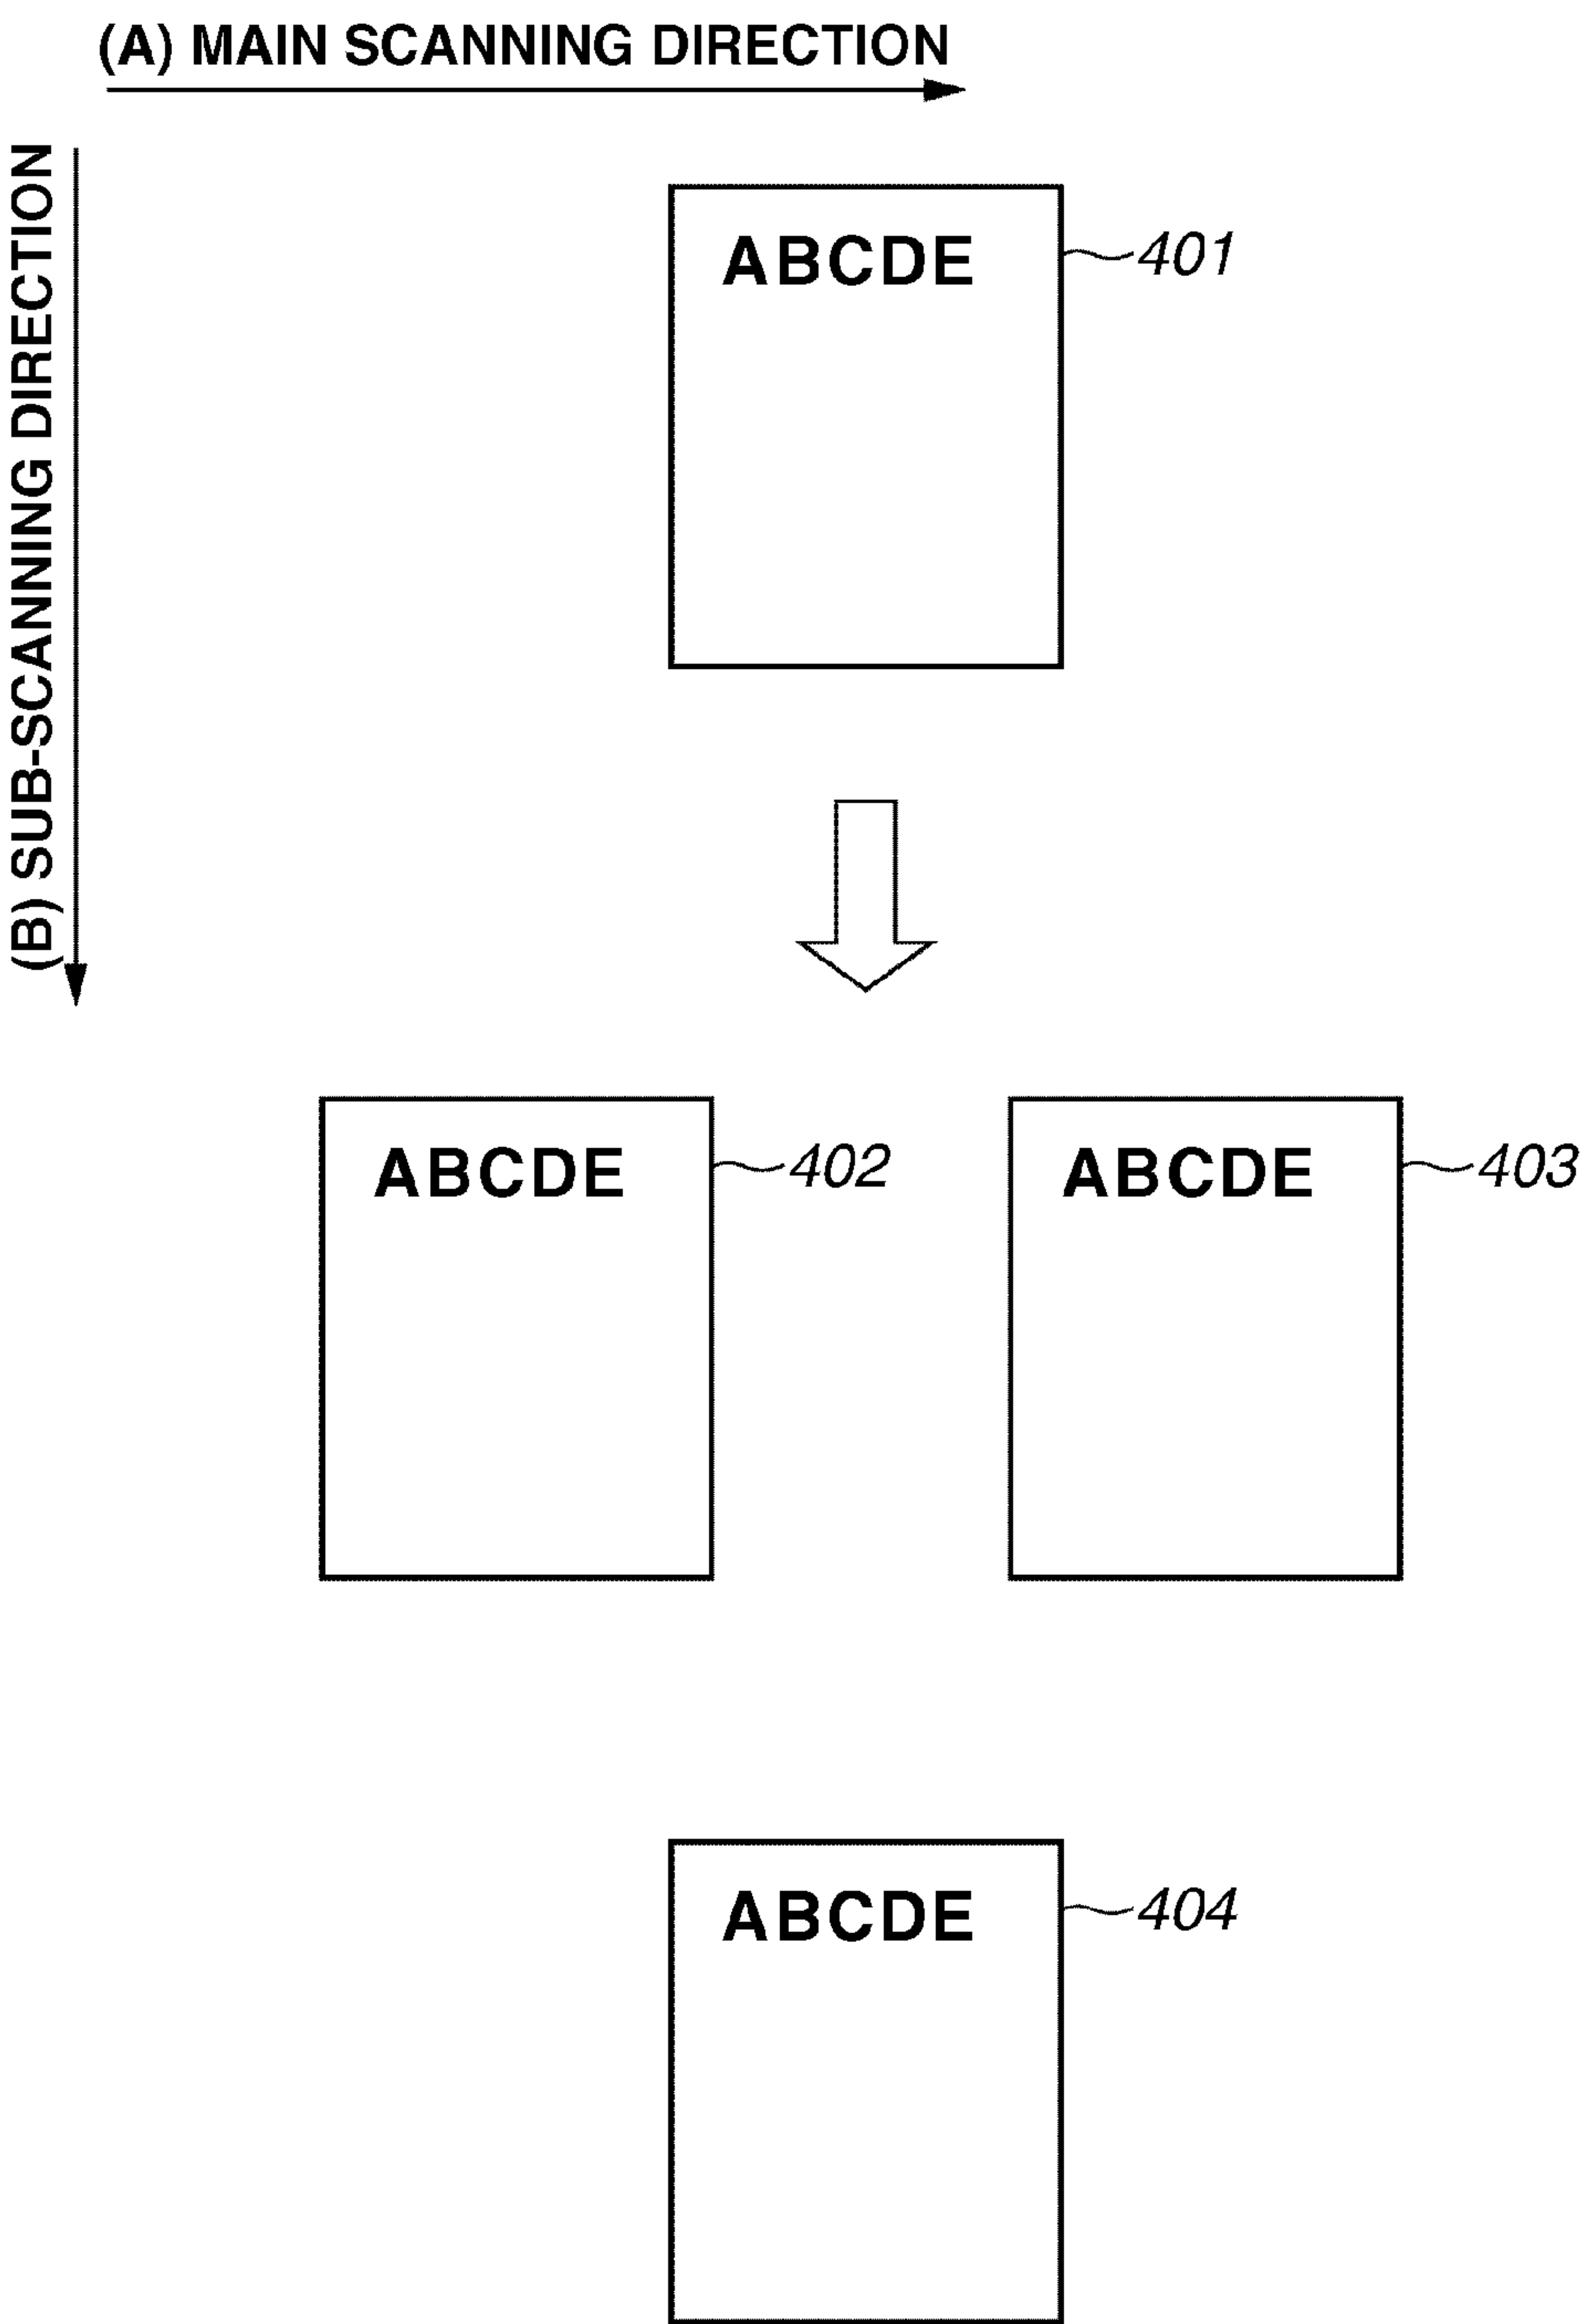 (A) MAIN SCANNING DIRECTION
(B) SUB-SCANNING DIRECTION
ABCDE
401
ABCDE
402
ABCDE
403
ABCDE
404